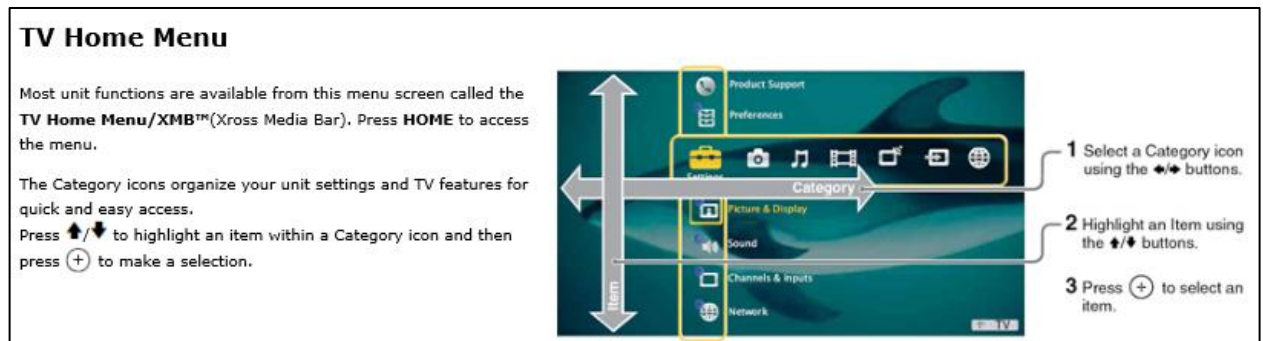 TV Home Menu
Most unit functions are available from this menu screen called the
TV Home Menu/XMB™(Xross Media Bar). Press HOME to access
the menu.
The Category icons organize your unit settings and TV features for
quick and easy access.
Press ↑/↓ to highlight an item within a Category icon and then
press ⊕ to make a selection.
Product Support
Preferences
Settings
Category
Picture & Display
Sound
Channels & Inputs
Network
Item
TV
1 Select a Category icon
using the ←/→ buttons.
2 Highlight an Item using
the ↑/↓ buttons.
3 Press ⊕ to select an
item.